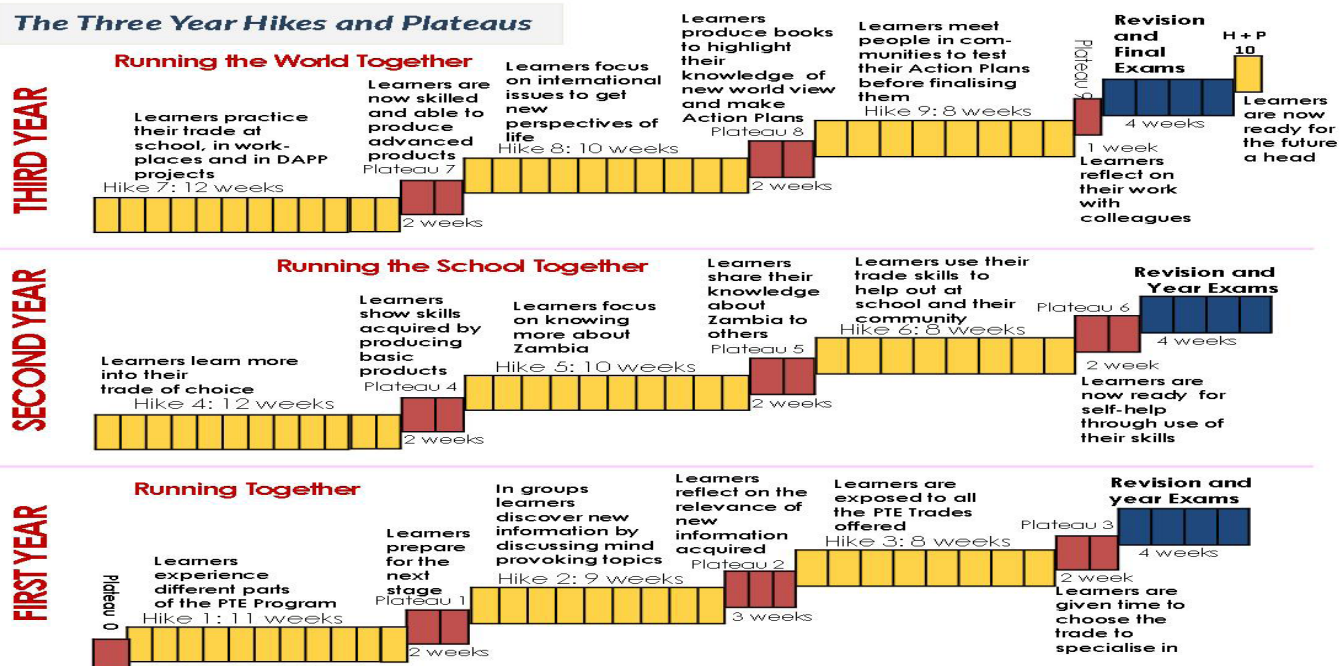 The Three Year Hikes and Plateaus
THIRD YEAR
Running the World Together
Learners practice
their trade at
school, in work-
places and in DAPP
projects
Hike 7: 12 weeks
Learners are
now skilled
and able to
produce
advanced
products
Plateau 7
2 weeks
Learners focus
on international
issues to get
new
perspectives of
life
Hike 8: 10 weeks
Learners
produce books
to highlight
their
knowledge of
new world view
and make
Action Plans
Plateau 8
2 weeks
Learners meet
people in com-
munities to test
their Action Plans
before finalising
them
Hike 9: 8 weeks
Plateau 9
1 week
Learners
reflect on
their work
with
colleagues
Revision
and
Final
Exams
4 weeks
H + P
10
Learners
are now
ready for
the future
a head
SECOND YEAR
Running the School Together
Learners learn more
into their
trade of choice
Hike 4: 12 weeks
Learners
show skills
acquired by
producing
basic
products
Plateau 4
2 weeks
Learners focus
on knowing
more about
Zambia
Hike 5: 10 weeks
Learners
share their
knowledge
about
Zambia to
others
Plateau 5
2 weeks
Learners use their
trade skills to
help out at
school and their
community
Hike 6: 8 weeks
Plateau 6
2 week
Learners are
now ready for
self-help
through use of
their skills
Revision and
Year Exams
4 weeks
FIRST YEAR
Running Together
Plateau 0
Learners
experience
different parts
of the PTE Program
Hike 1: 11 weeks
Learners
prepare
for the
next
stage
Plateau 1
2 weeks
In groups
learners
discover new
information by
discussing mind
provoking topics
Hike 2: 9 weeks
Learners
reflect on the
relevance of
new
information
acquired
Plateau 2
3 weeks
Learners are
exposed to all
the PTE Trades
offered
Hike 3: 8 weeks
Plateau 3
2 week
Learners are
given time to
choose the
trade to
specialise in
Revision and
year Exams
4 weeks